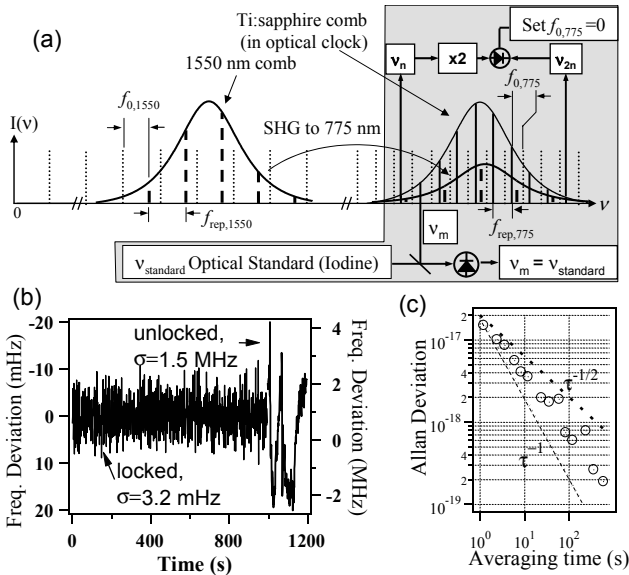 (a)
Ti:sapphire comb
(in optical clock)
1550 nm comb
Set f0,775=0
νn
x2
ν2n
f0,1550
f0,775
I(ν)
SHG to 775 nm
0
ν
frep,1550
νm
frep,775
νstandard Optical Standard (Iodine)
νm = νstandard
(b)
Freq. Deviation (mHz)
-20
-10
0
10
20
unlocked,
σ=1.5 MHz
locked,
σ=3.2 mHz
4
2
0
-2
Freq. Deviation
(MHz)
0
400
800
1200
Time (s)
(c)
Allan Deviation
2
10-17
4
2
10-18
4
2
10-19
τ-1/2
τ-1
100
101
102
Averaging time (s)